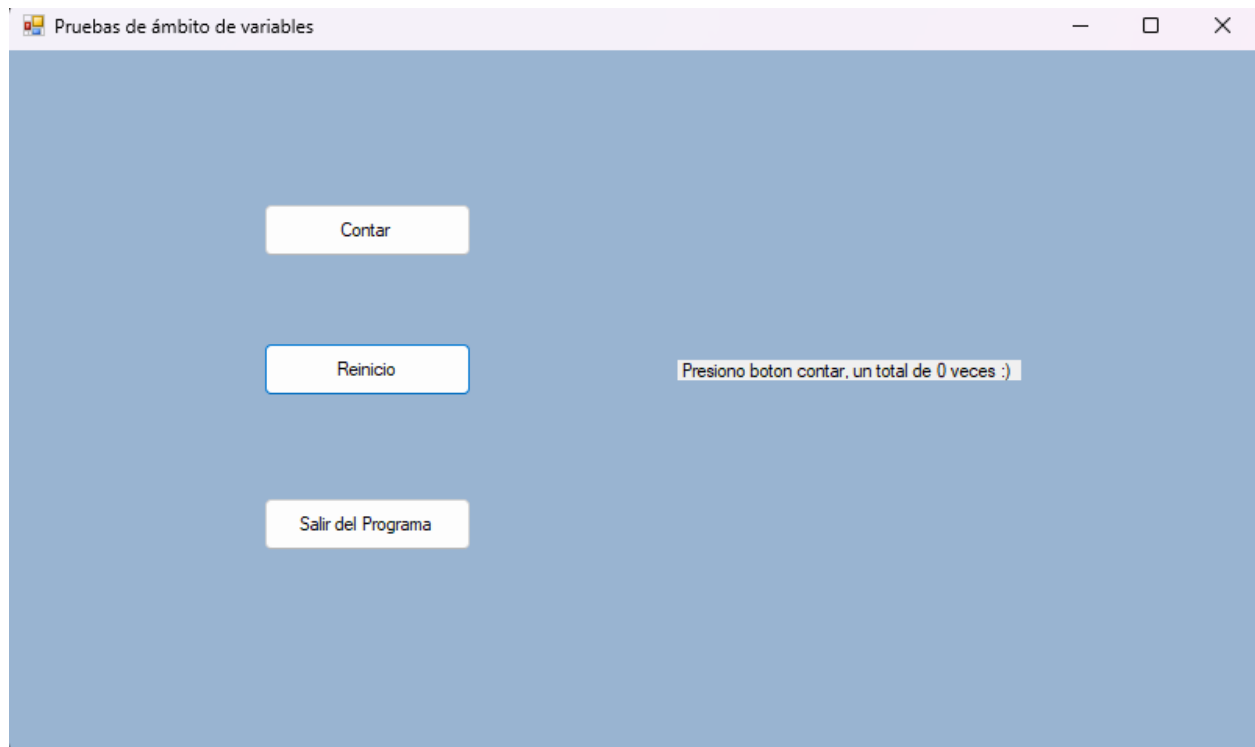 Pruebas de ámbito de variables
Contar
Reinicio
Presiono boton contar, un total de 0 veces :)
Salir del Programa